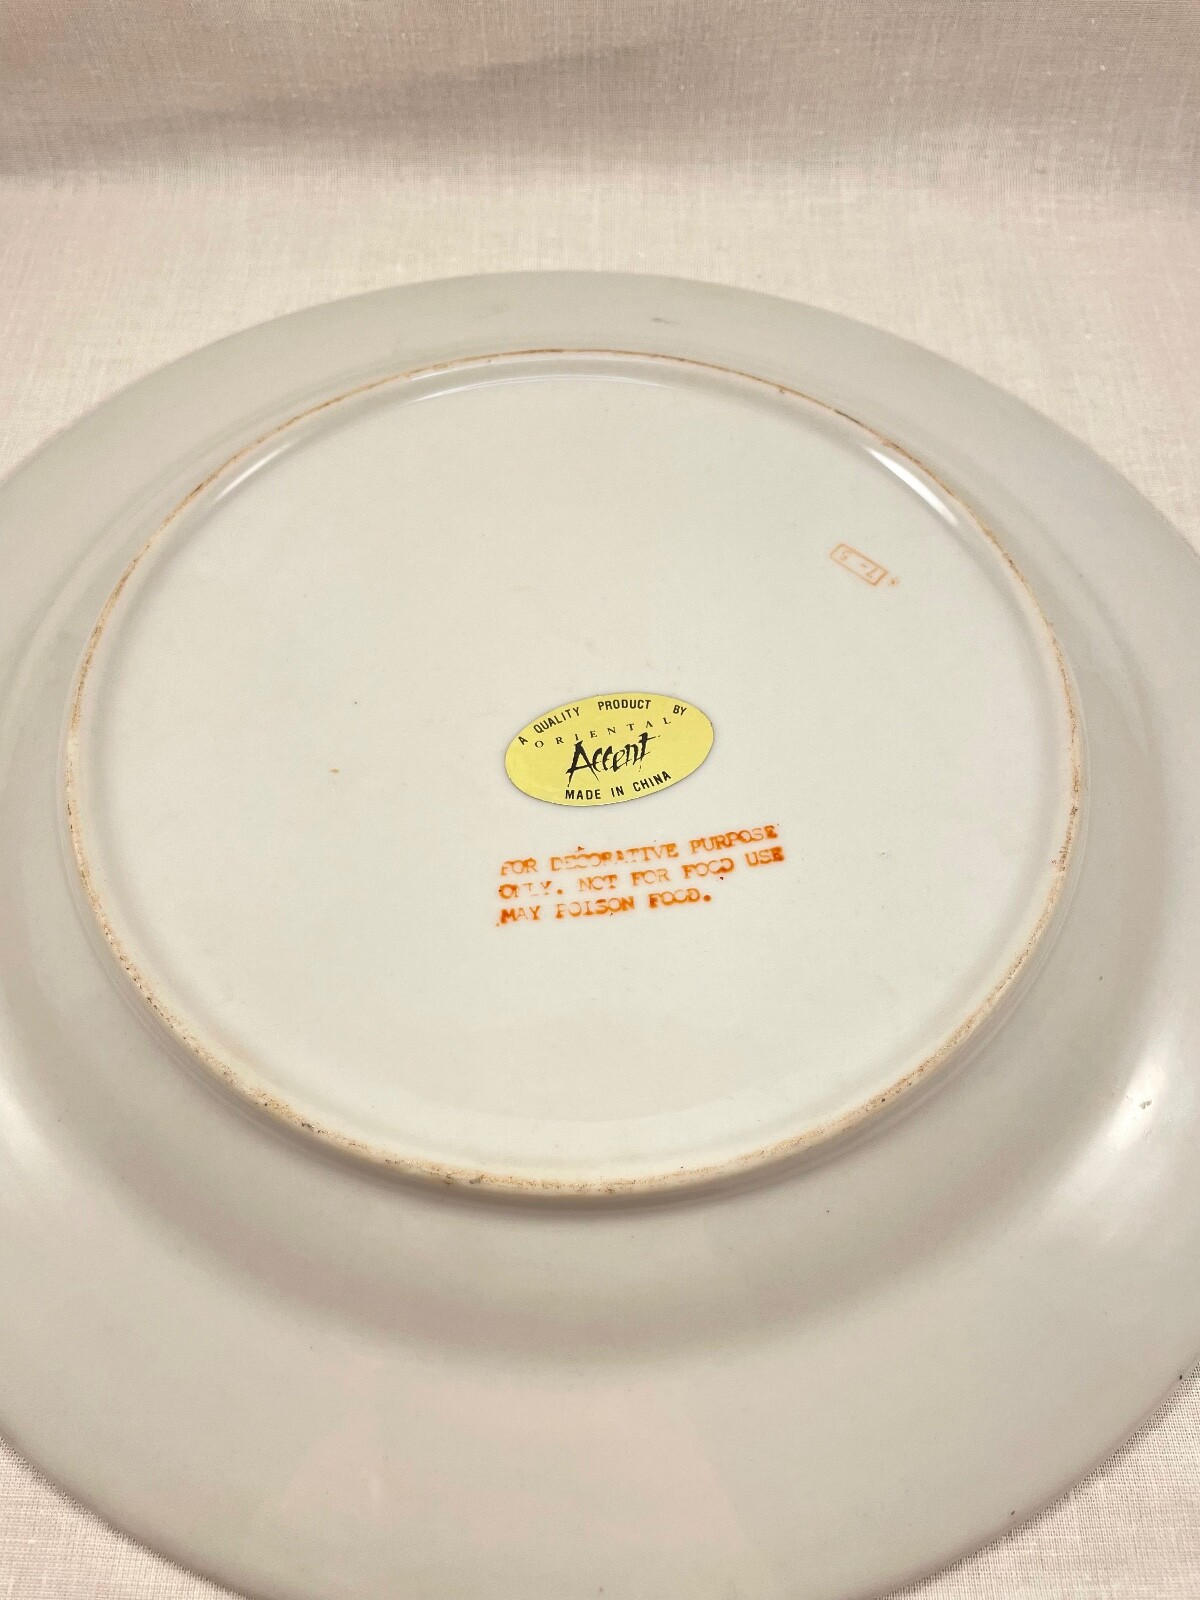 T-5
A QUALITY PRODUCT BY
ORIENTAL
Accent
MADE IN CHINA
FOR DECORATIVE PURPOSE
ONLY. NOT FOR FOOD USE
MAY POISON FOOD.